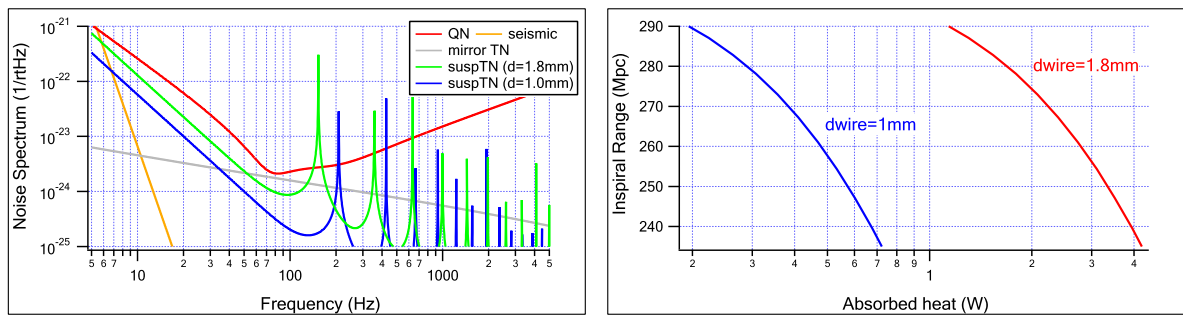 10^-21
10^-22
10^-23
10^-24
10^-25
Noise Spectrum (1/rtHz)
QN seismic
mirror TN
suspTN (d=1.8mm)
suspTN (d=1.0mm)
5 6 7 2 3 4 5 6 7 2 3 4 5 6 7 2 3 4 5
10 100 1000
Frequency (Hz)
290
280
270
260
250
240
Inspiral Range (Mpc)
dwire=1.8mm
dwire=1mm
2 3 4 5 6 7 8 9 2 3 4
1
Absorbed heat (W)